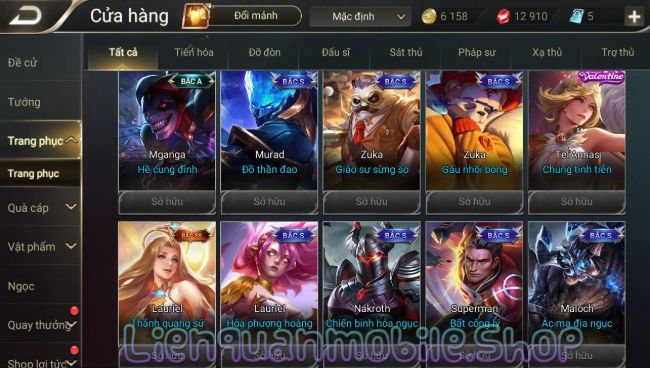 Cửa hàng
Đổi mảnh
Mặc định
6 158
12 910
5
Tất cả
Tiến hóa
Đỡ đòn
Đấu sĩ
Sát thủ
Pháp sư
Xạ thủ
Trợ thủ
Đề cử
Tướng
Trang phục
Trang phục
Quà cáp
Vật phẩm
Ngọc
Quay thưởng
Shop lợi tức
BẬC A
Mganga
Hề cung đình
Sở hữu
BẬC S
Murad
Đồ thần đao
Sở hữu
BẬC S
Zuka
Giáo sư sừng sỏ
Sở hữu
BẬC S
Zuka
Gấu nhồi bông
Sở hữu
Valentine
Tel'Annas
Chung tình tiễn
Sở hữu
BẬC SS
Lauriel
Thánh quang sứ
Sở hữu
BẬC S
Lauriel
Hỏa phượng hoàng
Sở hữu
BẬC S
Nakroth
Chiến binh hỏa ngục
Sở hữu
BẬC S
Superman
Bất công lý
Sở hữu
BẬC S
Maloch
Ác ma địa ngục
Sở hữu
Lienquanmobile.Shop